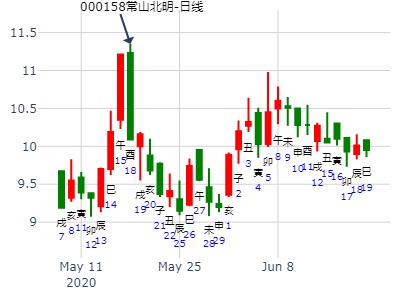 000158常山北明-日线
11.5
11
10.5
10
9.5
9
戌 7
亥 8
寅 11
卯 12
辰 13
巳 14
午 15
酉 18
戌 19
亥 20
子 21
丑 22
辰 25
巳 26
午 27
未 28
申 29
亥 1
子 2
丑 3
寅 4
卯 5
午 8
未 9
申 10
酉 11
戌 12
丑 15
寅 16
卯 17
辰 18
巳 19
May 11
2020
May 25
Jun 8